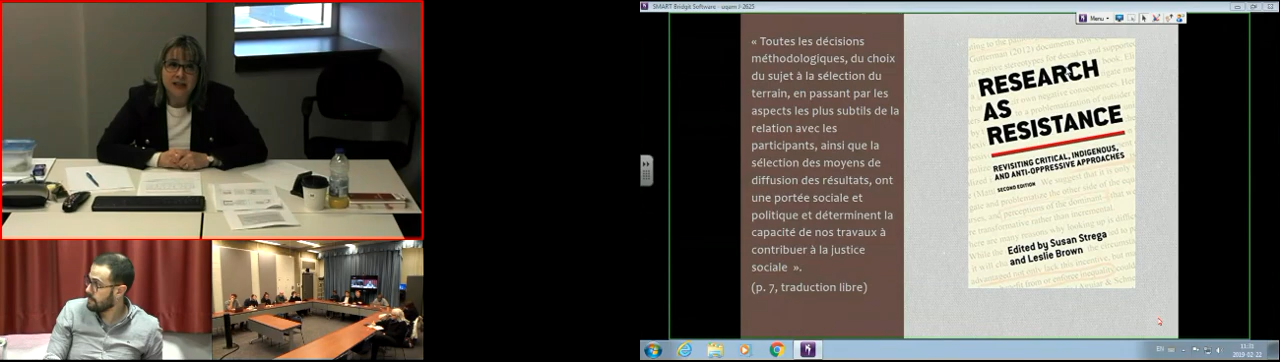 SMART Bridgit Software - uqam J-2625
Menu
« Toutes les décisions
méthodologiques, du choix
du sujet à la sélection du
terrain, en passant par les
aspects les plus subtils de la
relation avec les
participants, ainsi que la
sélection des moyens de
diffusion des résultats, ont
une portée sociale et
politique et déterminent la
capacité de nos travaux à
contribuer à la justice
sociale ».
(p. 7, traduction libre)
RESEARCH
AS
RESISTANCE
REVISITING CRITICAL, INDIGENOUS,
AND ANTI-OPPRESSIVE APPROACHES
SECOND EDITION
Edited by Susan Strega
and Leslie Brown
EN
11:31
2019-02-22